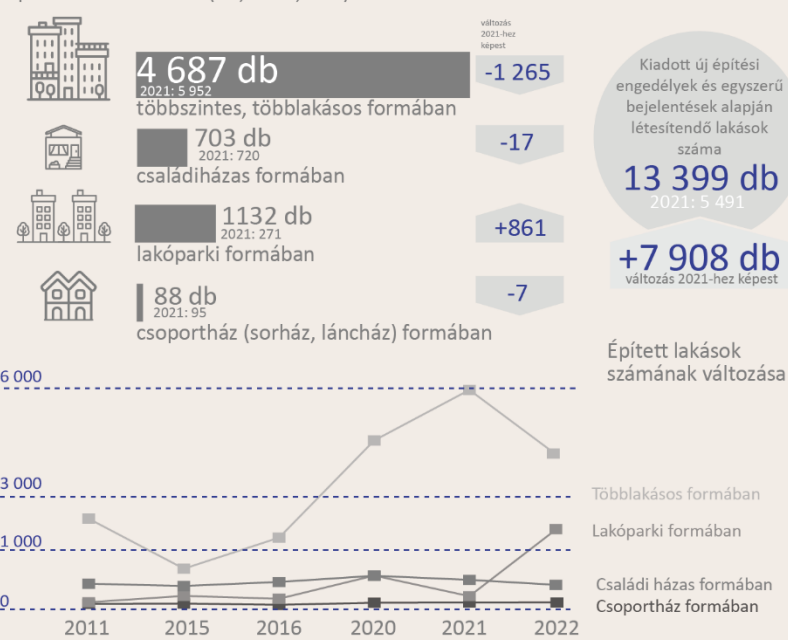 változás
2021-hez
képest
4 687 db
2021: 5 952
többszintes, többlakásos formában
-1 265
703 db
2021: 720
családiházas formában
-17
1132 db
2021: 271
lakóparki formában
+861
88 db
2021: 95
csoportház (sorház, láncház) formában
-7
Kiadott új építési
engedélyek és egyszerű
bejelentések alapján
létesítendő lakások
száma
13 399 db
2021: 5 491
+7 908 db
változás 2021-hez képest
Épített lakások
számának változása
6 000
3 000
1 000
0
2011 2015 2016 2020 2021 2022
Többlakásos formában
Lakóparki formában
Családi házas formában
Csoportház formában